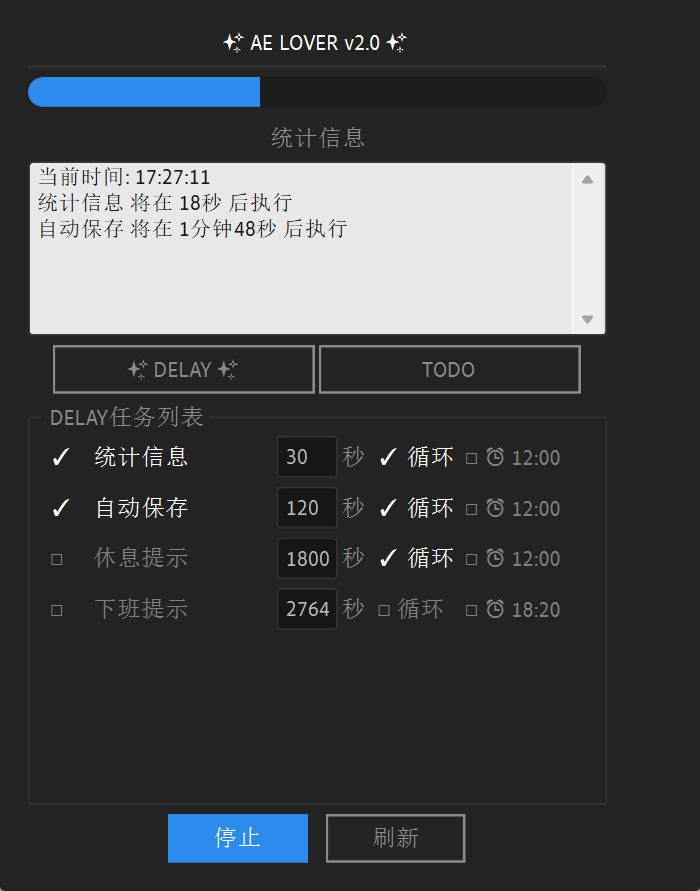 ✨ AE LOVER v2.0 ✨
统计信息
当前时间: 17:27:11
统计信息 将在 18秒 后执行
自动保存 将在 1分钟48秒 后执行
✨ DELAY ✨ TODO
DELAY任务列表
✓ 统计信息 30 秒 ✓ 循环 □ ⏰ 12:00
✓ 自动保存 120 秒 ✓ 循环 □ ⏰ 12:00
□ 休息提示 1800 秒 ✓ 循环 □ ⏰ 12:00
□ 下班提示 2764 秒 □ 循环 □ ⏰ 18:20
停止 刷新